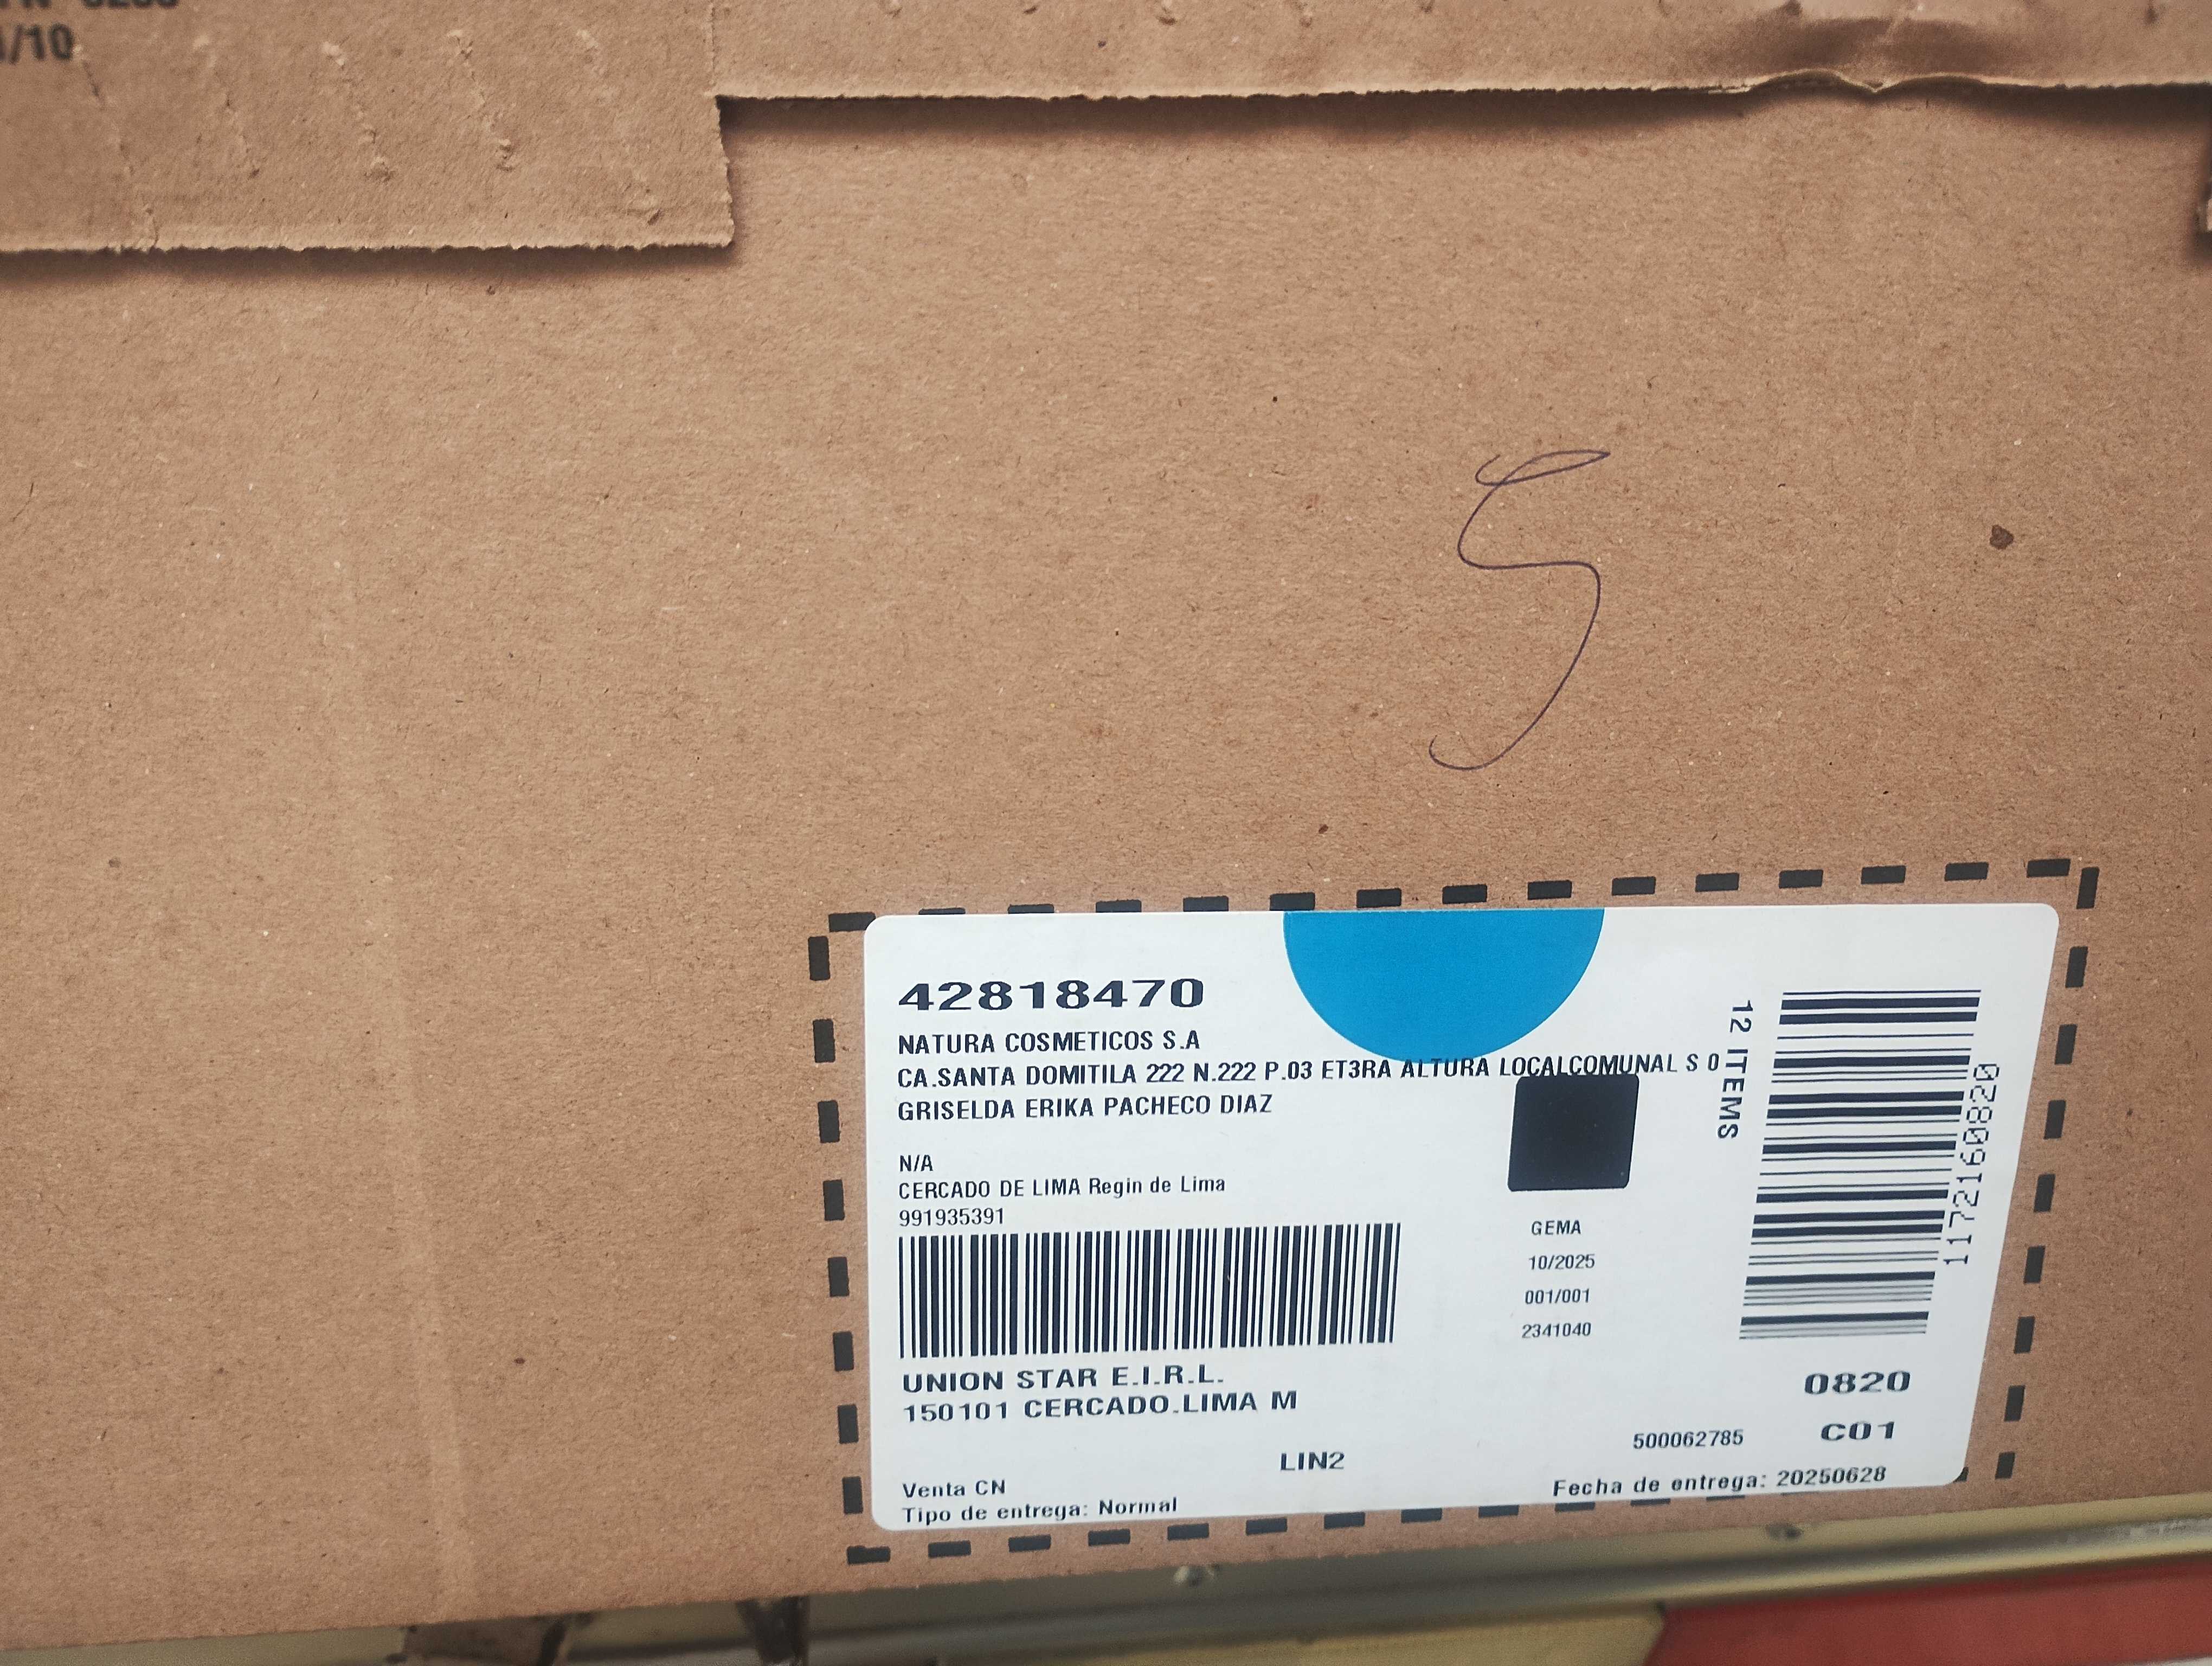 /10
5
42818470
NATURA COSMETICOS S.A
CA.SANTA DOMITILA 222 N.222 P.03 ET3RA ALTURA LOCALCOMUNAL S 0
GRISELDA ERIKA PACHECO DIAZ
N/A
CERCADO DE LIMA Regin de Lima
991935391
UNION STAR E.I.R.L.
150101 CERCADO.LIMA M
LIN2
Venta CN
Tipo de entrega: Normal
GEMA
10/2025
001/001
2341040
12 ITEMS
1172160820
0820
C01
500062785
Fecha de entrega: 20250628